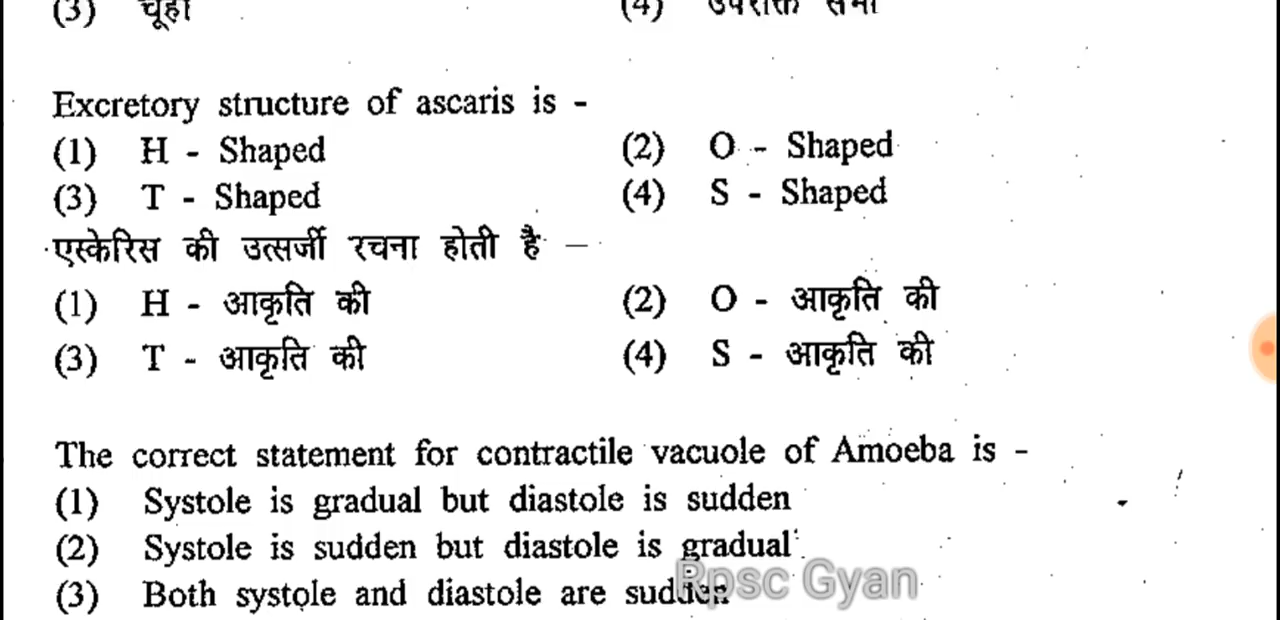 (3) चूहा (4) उपरोक्त सभी
Excretory structure of ascaris is -
(1) H - Shaped (2) O - Shaped
(3) T - Shaped (4) S - Shaped
एस्केरिस की उत्सर्जी रचना होती है –
(1) H - आकृति की (2) O - आकृति की
(3) T - आकृति की (4) S - आकृति की
The correct statement for contractile vacuole of Amoeba is -
(1) Systole is gradual but diastole is sudden
(2) Systole is sudden but diastole is gradual
(3) Both systole and diastole are sudden
Rpsc Gyan